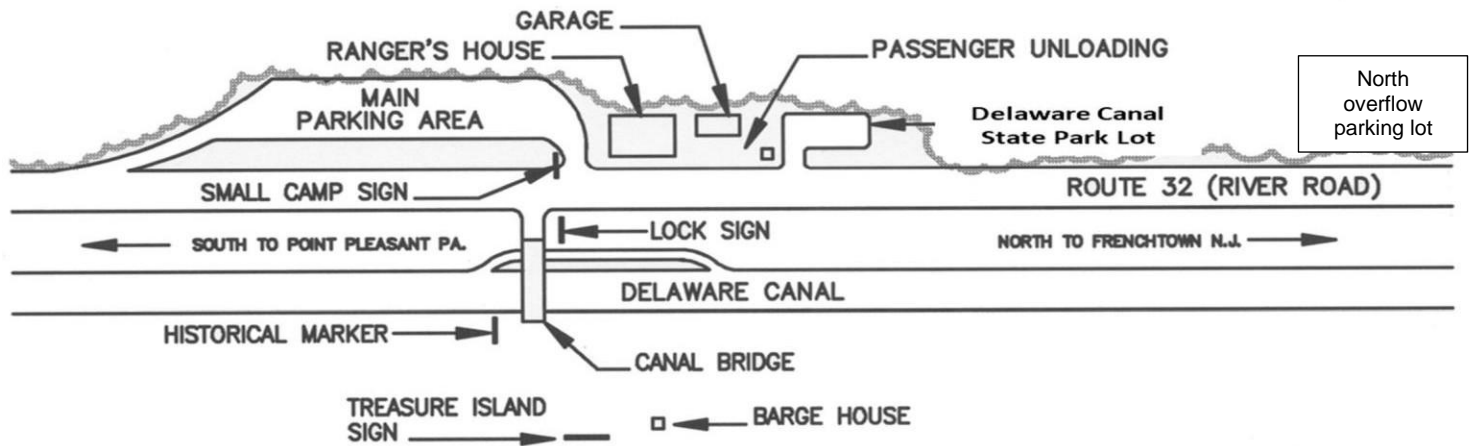 GARAGE
RANGER'S HOUSE
PASSENGER UNLOADING
North
overflow
parking lot
MAIN
PARKING AREA
Delaware Canal
State Park Lot
SMALL CAMP SIGN
ROUTE 32 (RIVER ROAD)
SOUTH TO POINT PLEASANT PA.
LOCK SIGN
NORTH TO FRENCHTOWN N.J.
DELAWARE CANAL
HISTORICAL MARKER
CANAL BRIDGE
TREASURE ISLAND
SIGN
BARGE HOUSE